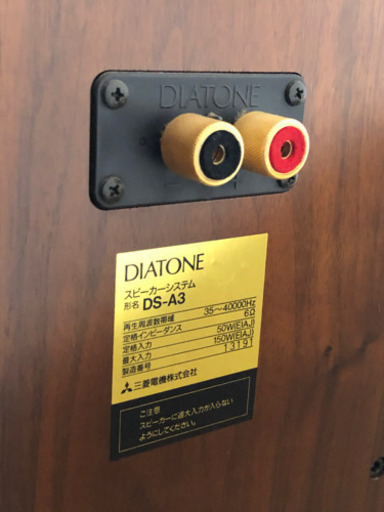 DIATONE
DIATONE
スピーカーシステム
形名 DS-A3
再生周波数帯域 35～40000Hz
定格インピーダンス 6Ω
定格入力 50W(EIAJ)
最大入力 150W(EIAJ)
製造番号 13191
三菱電機株式会社
ご注意
スピーカーに過大入力が入らない
ようにしてください。